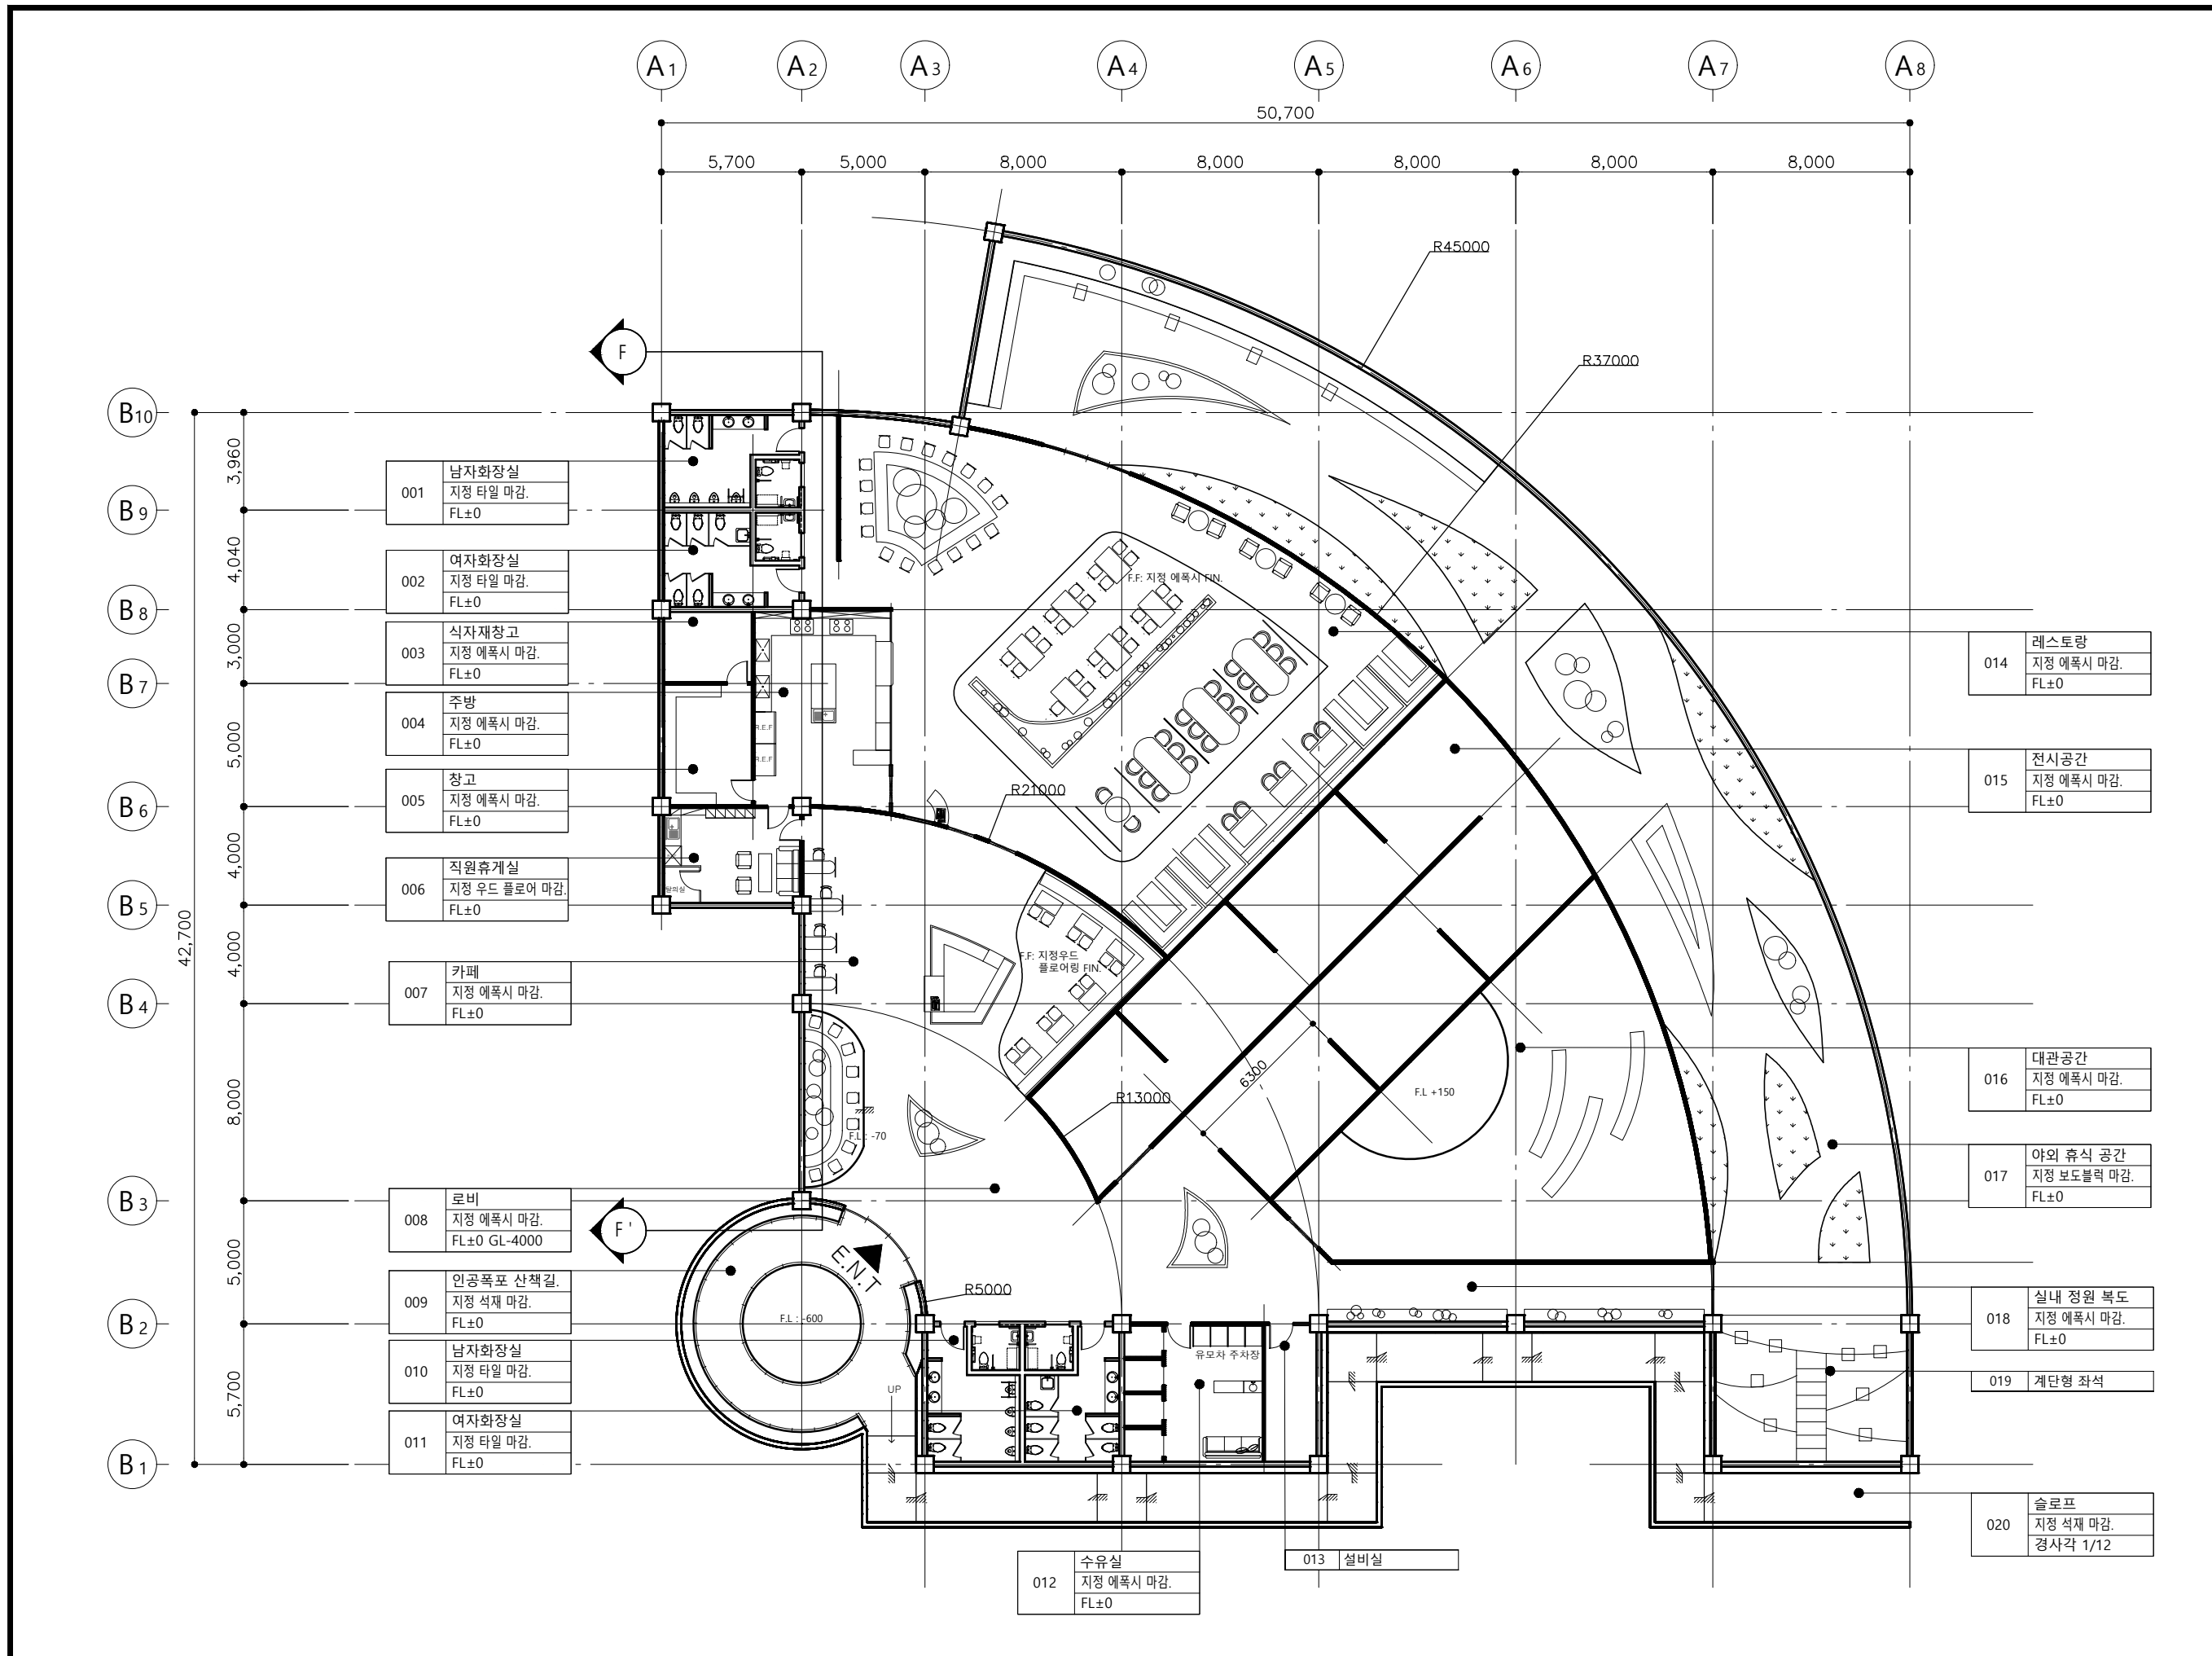 A1 A2 A3 A4 A5 A6 A7 A8
50,700
5,700 5,000 8,000 8,000 8,000 8,000 8,000
R45000
R37000
F
B10
B9
B8
B7
B6
B5
B4
B3
B2
B1
42,700
3,960
4,040
3,000
5,000
4,000
4,000
8,000
5,000
5,700
001 남자화장실
지정 타일 마감.
FL±0
002 여자화장실
지정 타일 마감.
FL±0
003 식자재창고
지정 에폭시 마감.
FL±0
004 주방
지정 에폭시 마감.
FL±0
005 창고
지정 에폭시 마감.
FL±0
006 직원휴게실
지정 우드 플로어 마감.
FL±0
007 카페
지정 에폭시 마감.
FL±0
008 로비
지정 에폭시 마감.
FL±0 GL-4000
009 인공폭포 산책길.
지정 석재 마감.
FL±0
010 남자화장실
지정 타일 마감.
FL±0
011 여자화장실
지정 타일 마감.
FL±0
F.F: 지정 에폭시 FIN.
R.E.F
R.E.F
R21000
탈의실
F.F: 지정우드
플로어링 FIN.
R13000
6300
F.L +150
F.L : -70
F '
E.N.T
R5000
F.L : -600
UP
유모차 주차장
012 수유실
지정 에폭시 마감.
FL±0
013 설비실
014 레스토랑
지정 에폭시 마감.
FL±0
015 전시공간
지정 에폭시 마감.
FL±0
016 대관공간
지정 에폭시 마감.
FL±0
017 야외 휴식 공간
지정 보도블럭 마감.
FL±0
018 실내 정원 복도
지정 에폭시 마감.
FL±0
019 계단형 좌석
020 슬로프
지정 석재 마감.
경사각 1/12